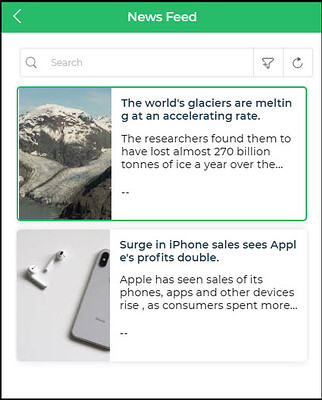 News Feed
Search
The world's glaciers are meltin
g at an accelerating rate.
The researchers found them to
have lost almost 270 billion
tonnes of ice a year over the...
--
Surge in iPhone sales sees Appl
e's profits double.
Apple has seen sales of its
phones, apps and other devices
rise , as consumers spent more...
--